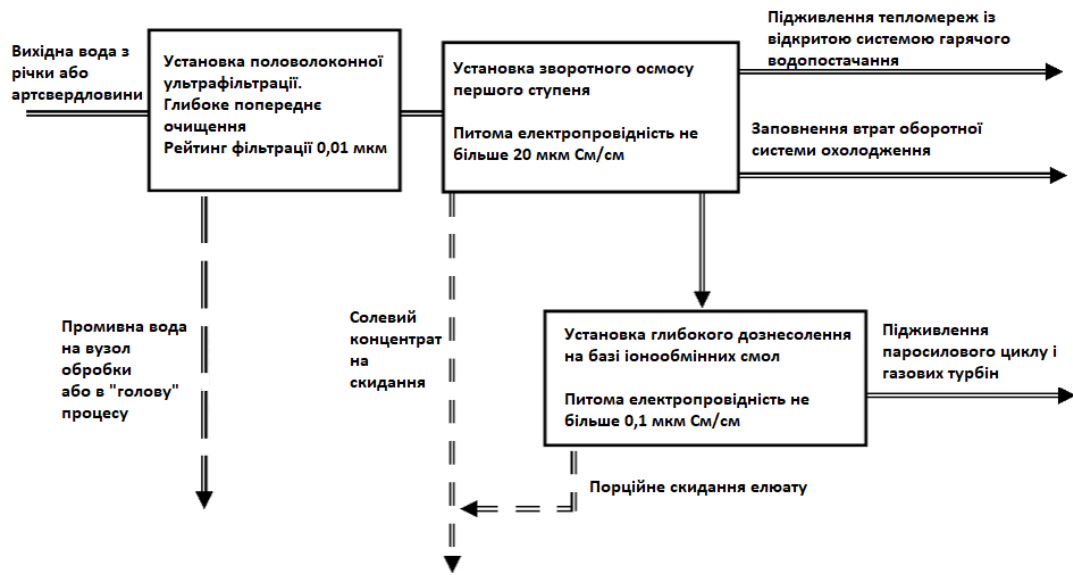 Вихідна вода з
річки або
артсвердловини
Установка половолоконної
ультрафільтрації.
Глибоке попереднє
очищення
Рейтинг фільтрації 0,01 мкм
Установка зворотного осмосу
першого ступеня
Питома електропровідність не
більше 20 мкм См/см
Підживлення тепломереж із
відкритою системою гарячого
водопостачання
Заповнення втрат оборотної
системи охолодження
Промивна вода
на вузол
обробки
або в "голову"
процесу
Солевий
концентрат
на
скидання
Установка глибокого дознесолення
на базі іонообмінних смол
Питома електропровідність не
більше 0,1 мкм См/см
Підживлення
паросилового циклу і
газових турбін
Порційне скидання елюату